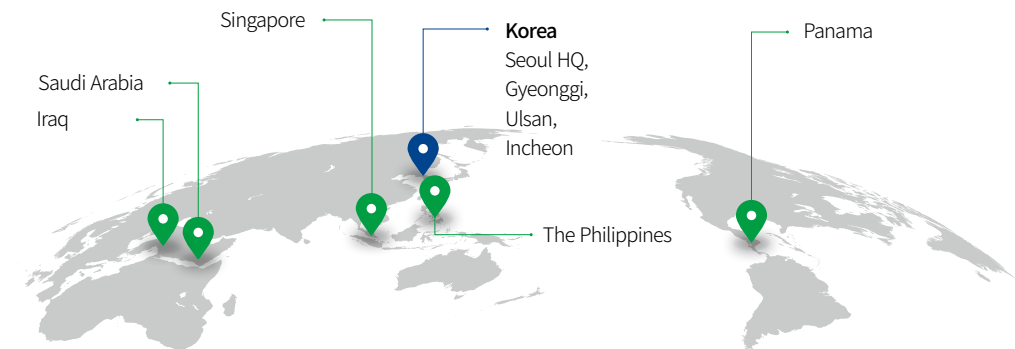 Singapore
Korea
Seoul HQ,
Gyeonggi,
Ulsan,
Incheon
Panama
Saudi Arabia
Iraq
The Philippines